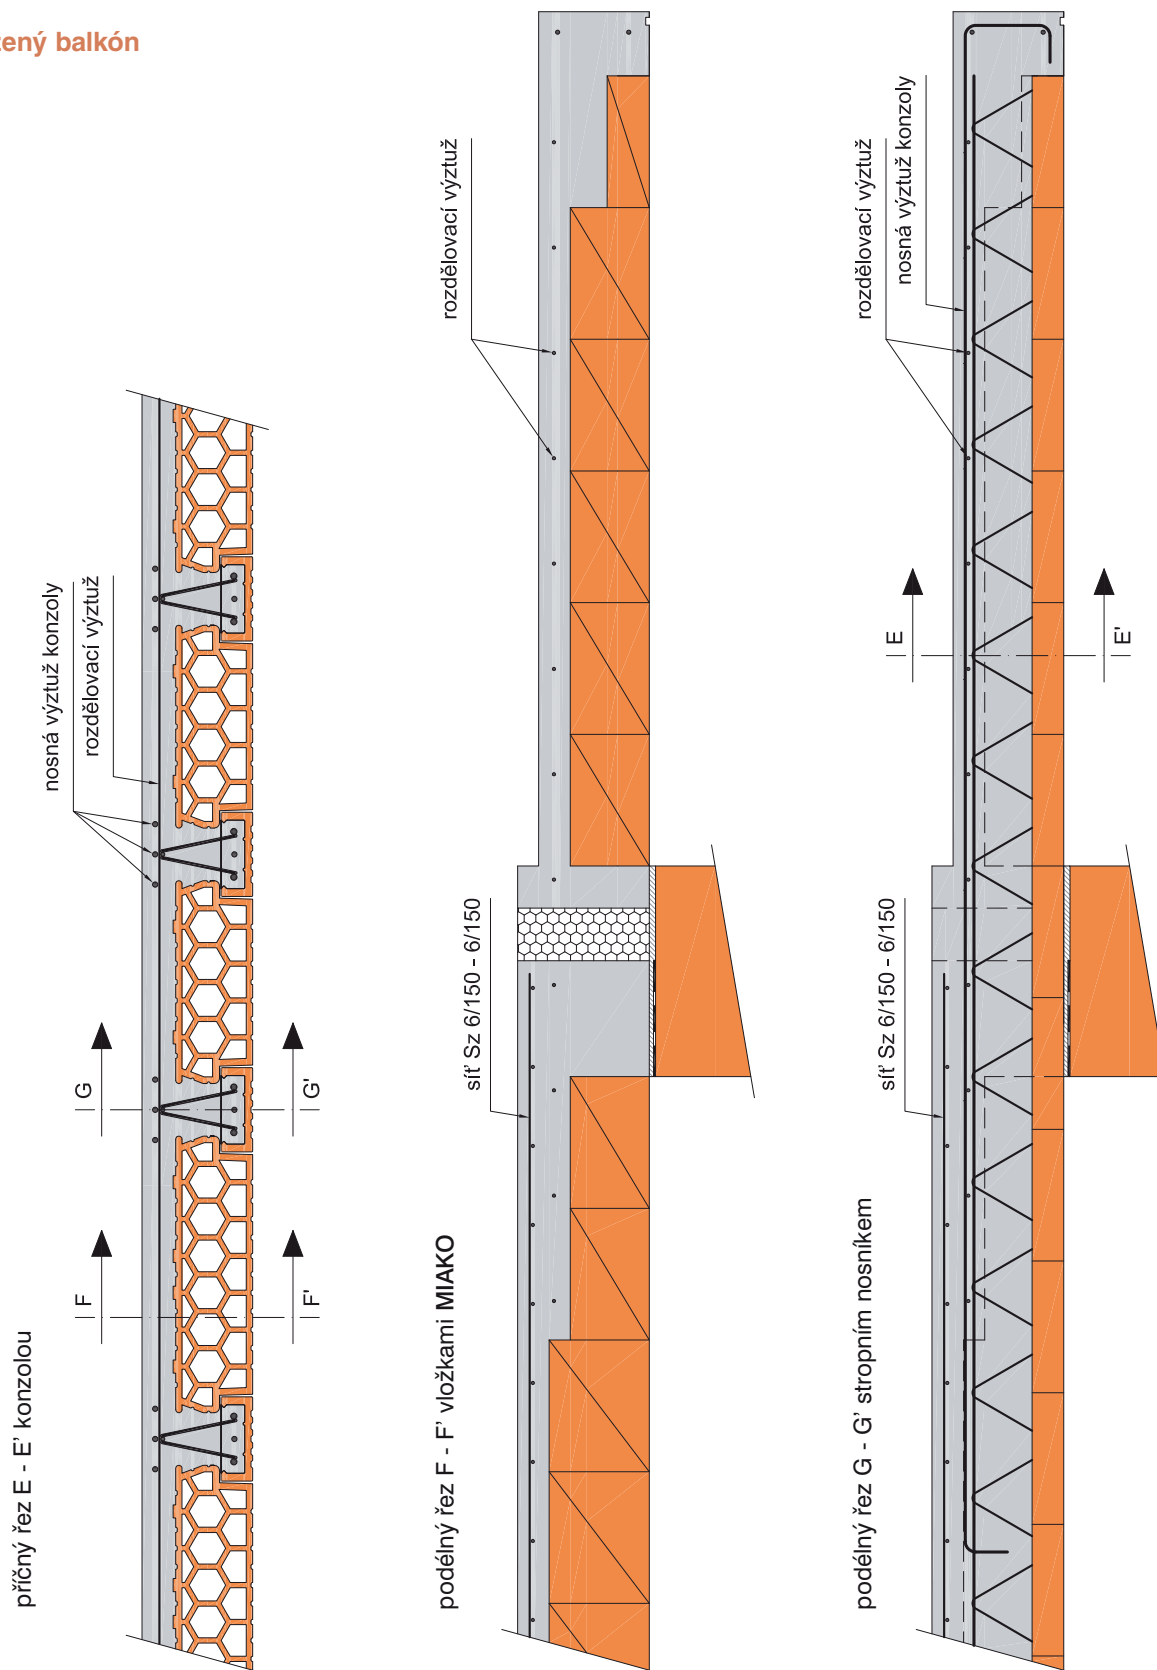 balkón
příčný řez E - E' konzolou
nosná výztuž konzoly
rozdělovací výztuž
F
F'
G
G'
podélný řez F - F' vložkami MIAKO
síť Sz 6/150 - 6/150
rozdělovací výztuž
podélný řez G - G' stropním nosníkem
síť Sz 6/150 - 6/150
rozdělovací výztuž
nosná výztuž konzoly
E
E'